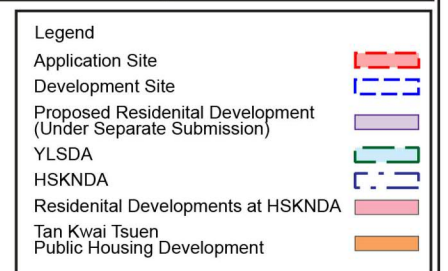 Legend
Application Site
Development Site
Proposed Residenital Development
(Under Separate Submission)
YLSDA
HSKNDA
Residenital Developments at HSKNDA
Tan Kwai Tsuen
Public Housing Development